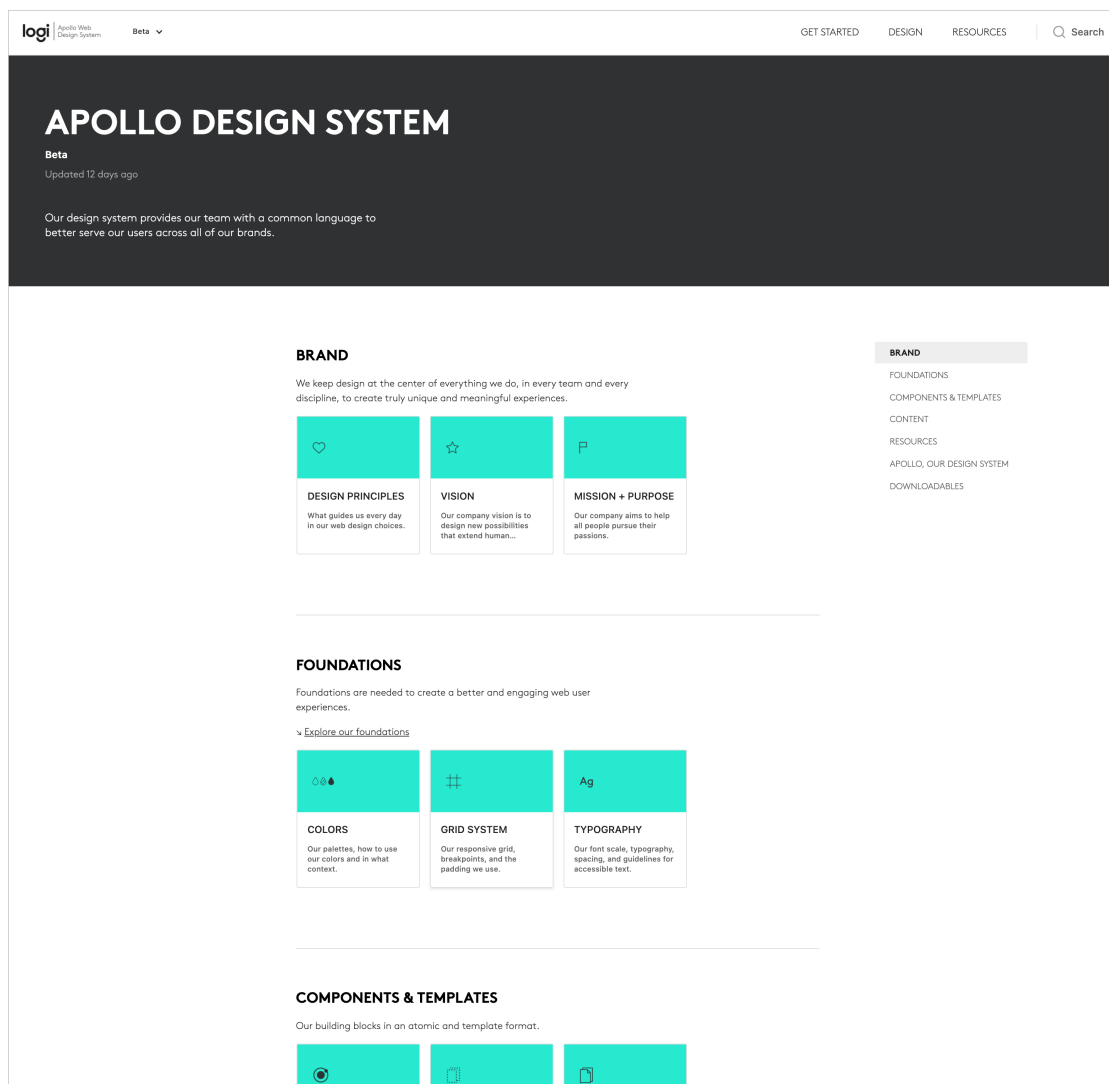 logi
Apollo Web
Design System
Beta
GET STARTED
DESIGN
RESOURCES
Search
APOLLO DESIGN SYSTEM
Beta
Updated 12 days ago
Our design system provides our team with a common language to
better serve our users across all of our brands.
BRAND
We keep design at the center of everything we do, in every team and every
discipline, to create truly unique and meaningful experiences.
DESIGN PRINCIPLES
What guides us every day
in our web design choices.
VISION
Our company vision is to
design new possibilities
that extend human...
MISSION + PURPOSE
Our company aims to help
all people pursue their
passions.
BRAND
FOUNDATIONS
COMPONENTS & TEMPLATES
CONTENT
RESOURCES
APOLLO, OUR DESIGN SYSTEM
DOWNLOADABLES
FOUNDATIONS
Foundations are needed to create a better and engaging web user
experiences.
↘ Explore our foundations
COLORS
Our palettes, how to use
our colors and in what
context.
GRID SYSTEM
Our responsive grid,
breakpoints, and the
padding we use.
Ag
TYPOGRAPHY
Our font scale, typography,
spacing, and guidelines for
accessible text.
COMPONENTS & TEMPLATES
Our building blocks in an atomic and template format.